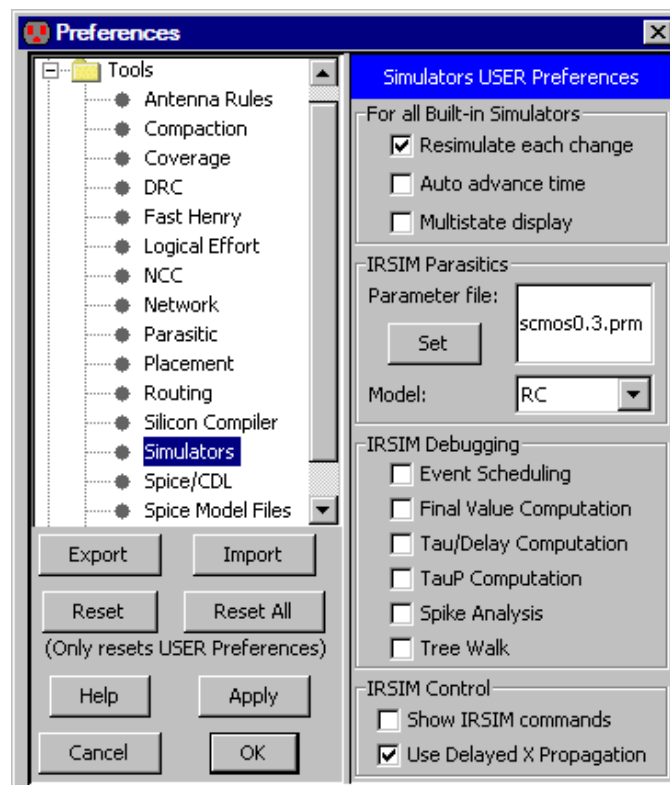 Preferences
Tools
Antenna Rules
Compaction
Coverage
DRC
Fast Henry
Logical Effort
NCC
Network
Parasitic
Placement
Routing
Silicon Compiler
Simulators
Spice/CDL
Spice Model Files
Export Import
Reset Reset All
(Only resets USER Preferences)
Help Apply
Cancel OK
Simulators USER Preferences
For all Built-in Simulators
Resimulate each change
Auto advance time
Multistate display
IRSIM Parasitics
Parameter file:
scmos0.3.prm
Set
Model: RC
IRSIM Debugging
Event Scheduling
Final Value Computation
Tau/Delay Computation
TauP Computation
Spike Analysis
Tree Walk
IRSIM Control
Show IRSIM commands
Use Delayed X Propagation